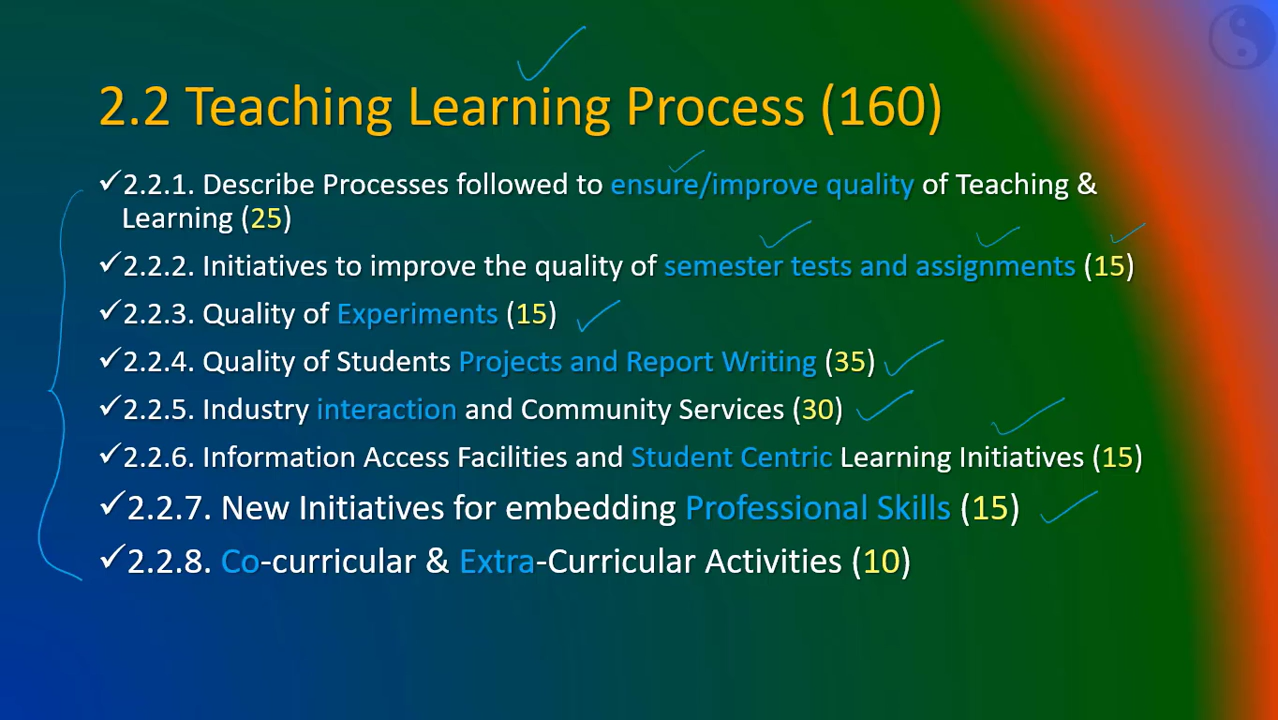 2.2 Teaching Learning Process (160)
✓2.2.1. Describe Processes followed to ensure/improve quality of Teaching &
Learning (25)
✓2.2.2. Initiatives to improve the quality of semester tests and assignments (15)
✓2.2.3. Quality of Experiments (15)
✓2.2.4. Quality of Students Projects and Report Writing (35)
✓2.2.5. Industry interaction and Community Services (30)
✓2.2.6. Information Access Facilities and Student Centric Learning Initiatives (15)
✓2.2.7. New Initiatives for embedding Professional Skills (15)
✓2.2.8. Co-curricular & Extra-Curricular Activities (10)